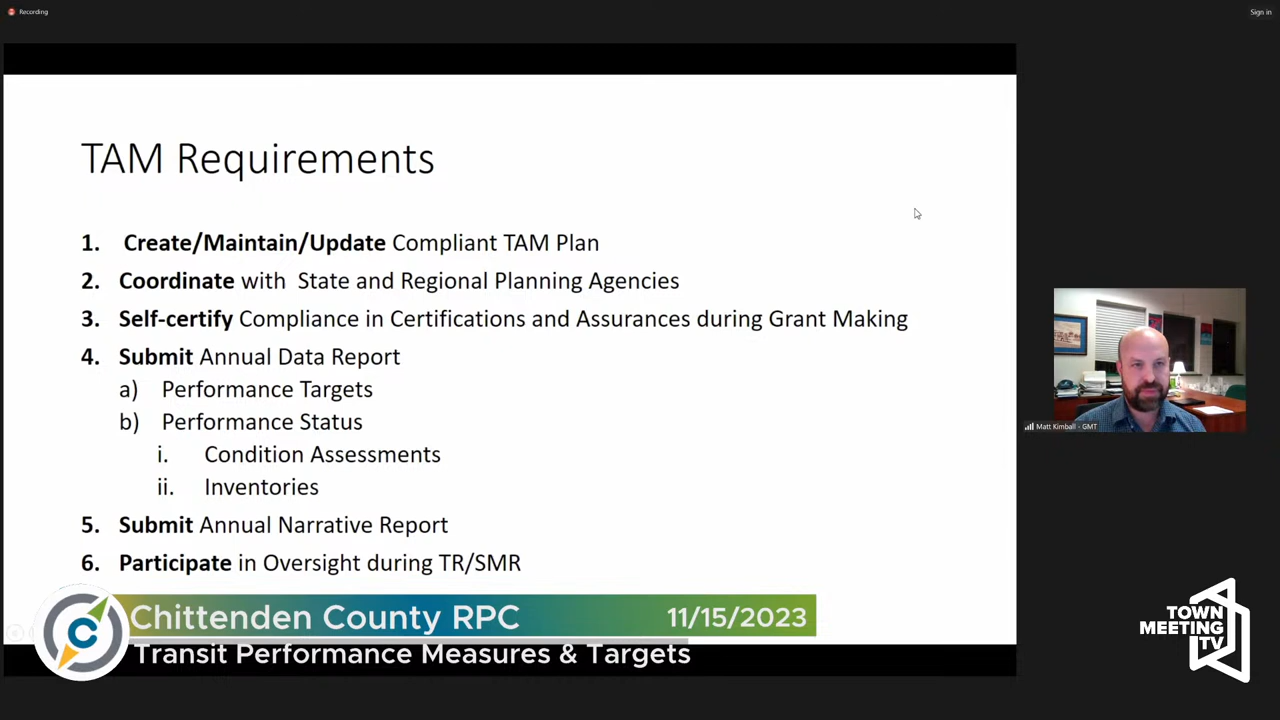 Recording
Sign in
TAM Requirements
1. Create/Maintain/Update Compliant TAM Plan
2. Coordinate with State and Regional Planning Agencies
3. Self-certify Compliance in Certifications and Assurances during Grant Making
4. Submit Annual Data Report
a) Performance Targets
b) Performance Status
i. Condition Assessments
ii. Inventories
5. Submit Annual Narrative Report
6. Participate in Oversight during TR/SMR
Matt Kimball - GMT
C
Chittenden County RPC 11/15/2023
Transit Performance Measures & Targets
TOWN
MEETING
TV